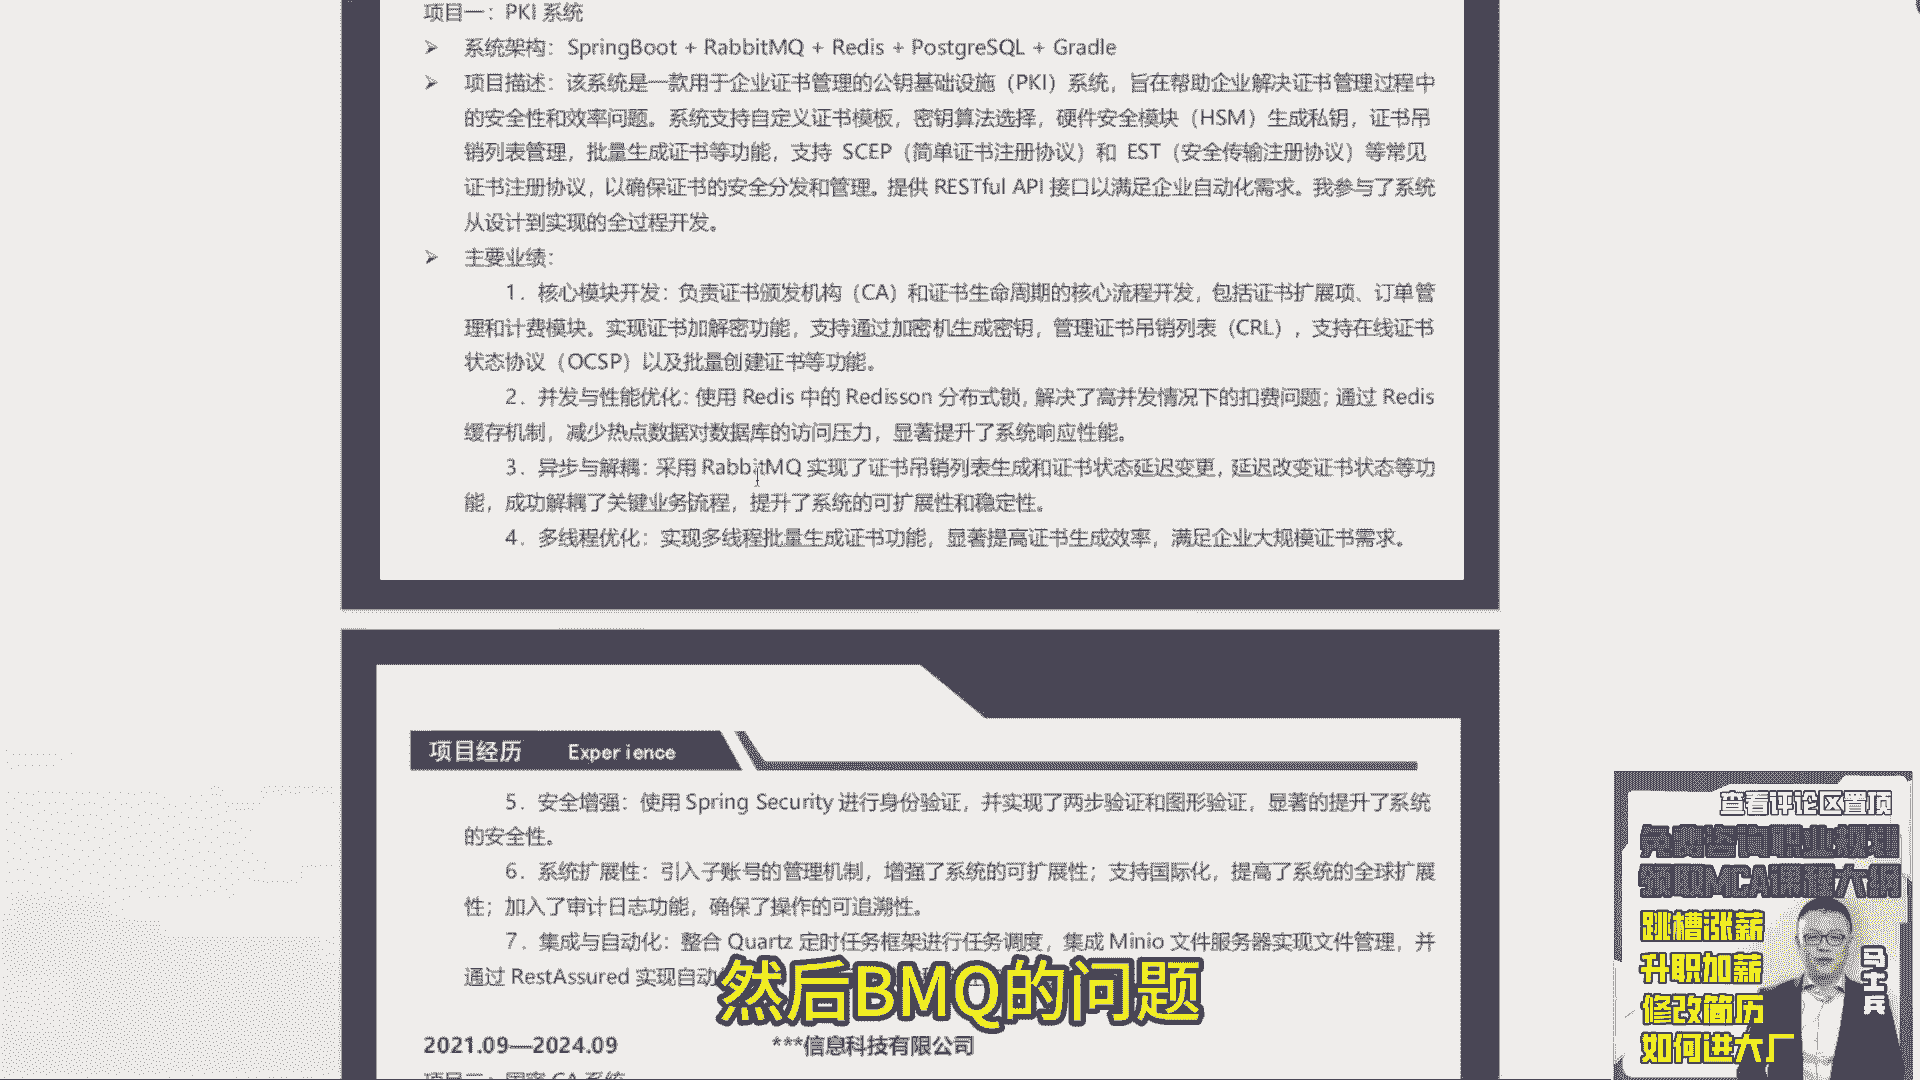 项目一：PKI 系统
系统架构：SpringBoot + RabbitMQ + Redis + PostgreSQL + Gradle
项目描述：该系统是一款用于企业证书管理的公钥基础设施（PKI）系统，旨在帮助企业解决证书管理过程中
的安全性和效率问题。系统支持自定义证书模板，密钥算法选择，硬件安全模块（HSM）生成私钥，证书吊
销列表管理，批量生成证书等功能，支持 SCEP（简单证书注册协议）和 EST（安全传输注册协议）等常见
证书注册协议，以确保证书的安全分发和管理。提供 RESTful API 接口以满足企业自动化需求。我参与了系统
从设计到实现的全过程开发。
主要业绩：
1．核心模块开发：负责证书颁发机构（CA）和证书生命周期的核心流程开发，包括证书扩展项、订单管
理和计费模块。实现证书加解密功能，支持通过加密机生成密钥，管理证书吊销列表（CRL），支持在线证书
状态协议（OCSP）以及批量创建证书等功能。
2．并发与性能优化：使用 Redis 中的 Redisson 分布式锁，解决了高并发情况下的扣费问题；通过 Redis
缓存机制，减少热点数据对数据库的访问压力，显著提升了系统响应性能。
3．异步与解耦：采用 RabbitMQ 实现了证书吊销列表生成和证书状态延迟变更，延迟改变证书状态等功
能，成功解耦了关键业务流程，提升了系统的可扩展性和稳定性。
4．多线程优化：实现多线程批量生成证书功能，显著提高证书生成效率，满足企业大规模证书需求。
项目经历 Experience
5．安全增强：使用 Spring Security 进行身份验证，并实现了两步验证和图形验证，显著的提升了系统
的安全性。
6．系统扩展性：引入子账号的管理机制，增强了系统的可扩展性；支持国际化，提高了系统的全球扩展
性；加入了审计日志功能，确保了操作的可追溯性。
7．集成与自动化：整合 Quartz 定时任务框架进行任务调度，集成 Minio 文件服务器实现文件管理，并
通过 RestAssured 实现自动
然后BMQ的问题
2021.09—2024.09 ***信息科技有限公司
查看评论区置顶
免费咨询职业规划
领取MCA课程大纲
跳槽涨薪
升职加薪
修改简历
如何进大厂
马士兵